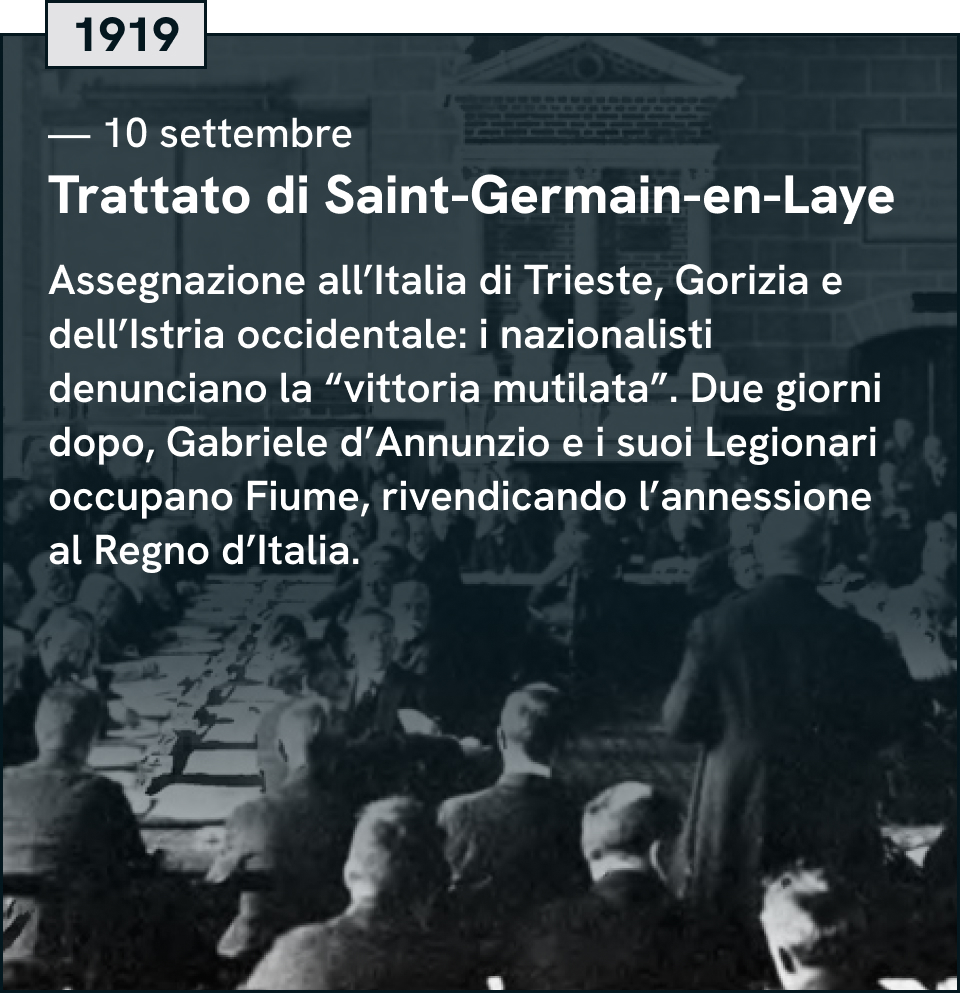 1919
— 10 settembre
Trattato di Saint-Germain-en-Laye
Assegnazione all’Italia di Trieste, Gorizia e
dell’Istria occidentale: i nazionalisti
denunciano la “vittoria mutilata”. Due giorni
dopo, Gabriele d’Annunzio e i suoi Legionari
occupano Fiume, rivendicando l’annessione
al Regno d’Italia.